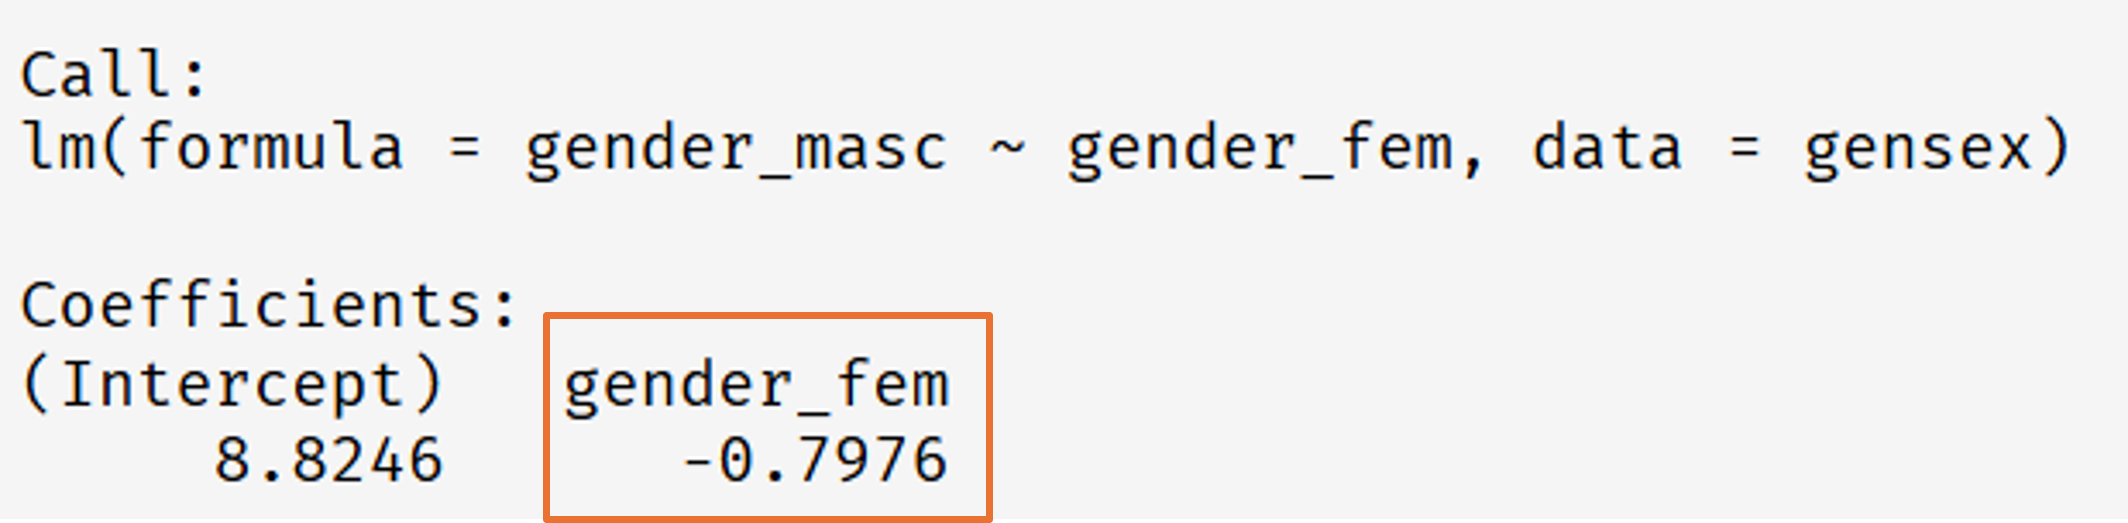 Call:
lm(formula = gender_masc ~ gender_fem, data = gensex)
Coefficients:
(Intercept) gender_fem
8.8246 -0.7976